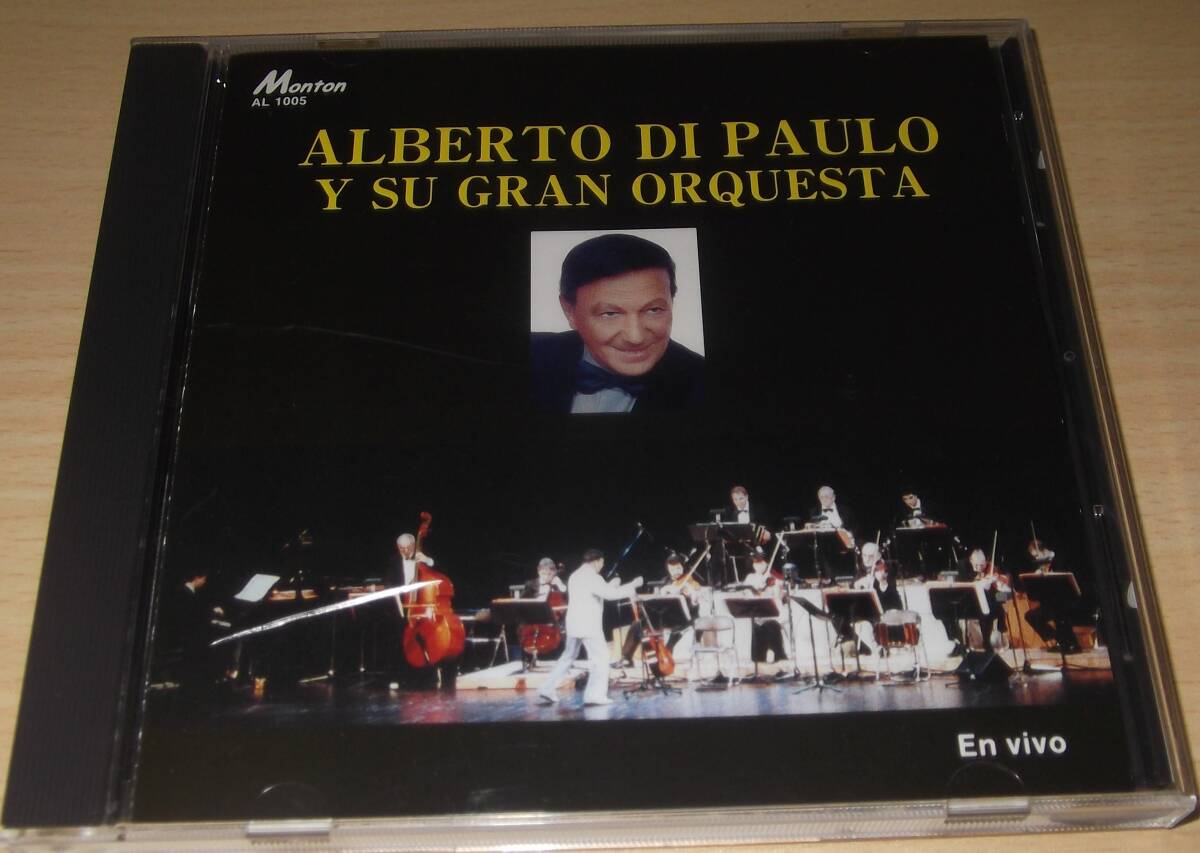 Monton
AL 1005
ALBERTO DI PAULO
Y SU GRAN ORQUESTA
En vivo